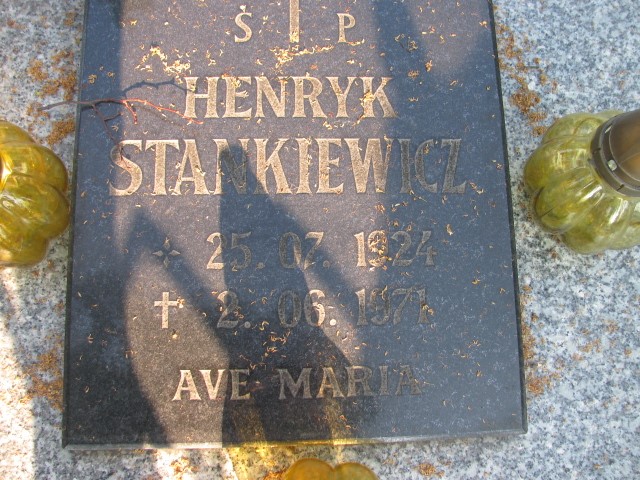 Ś P
HENRYK
STANKIEWICZ
25. 07. 1924
2. 06. 1971
AVE MARIA